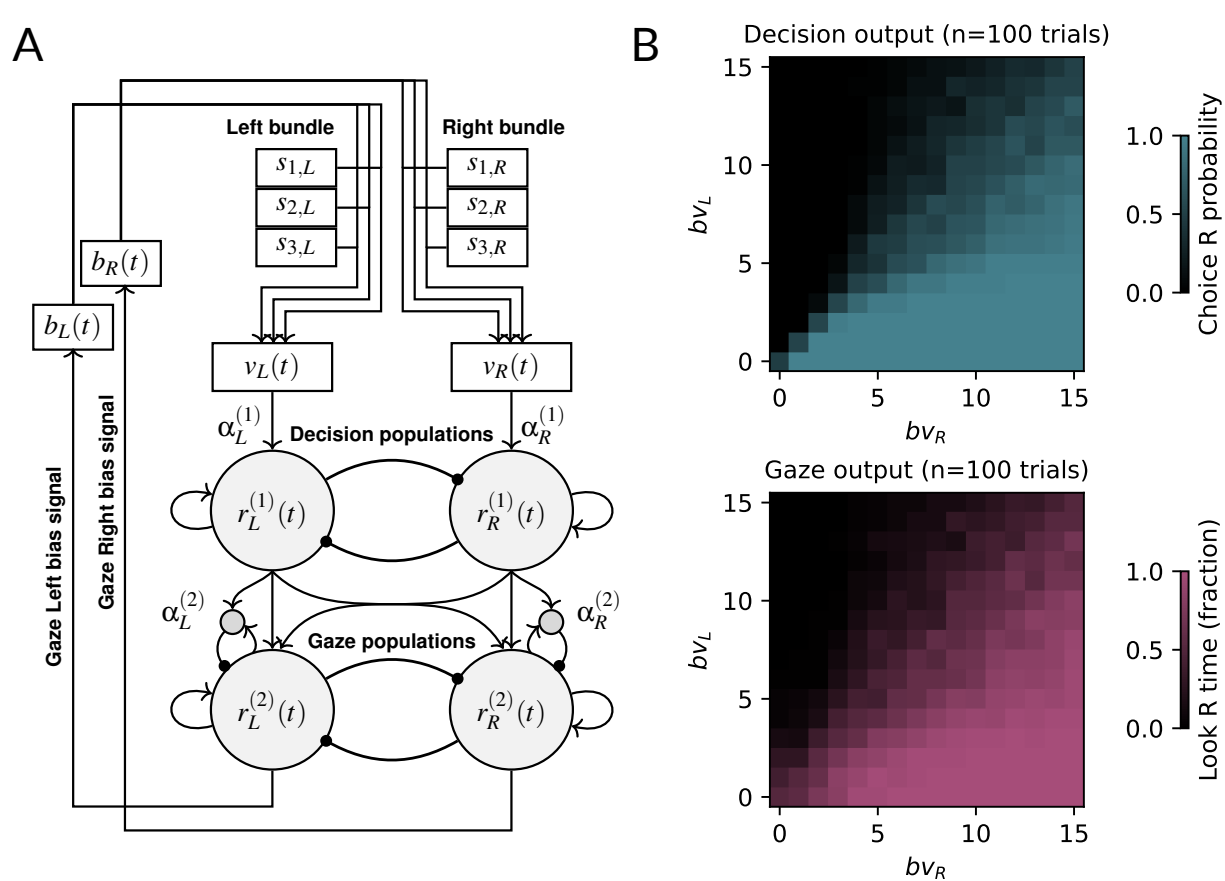 A
Left bundle
Right bundle
s1,L
s1,R
s2,L
s2,R
s3,L
s3,R
bR(t)
bL(t)
vL(t)
vR(t)
αL(1)
αR(1)
Decision populations
Gaze Left bias signal
Gaze Right bias signal
rL(1)(t)
rR(1)(t)
αL(2)
αR(2)
Gaze populations
rL(2)(t)
rR(2)(t)
B
Decision output (n=100 trials)
15
10
5
0
bvL
0 5 10 15
bvR
1.0
0.5
0.0
Choice R probability
Gaze output (n=100 trials)
15
10
5
0
bvL
0 5 10 15
bvR
1.0
0.5
0.0
Look R time (fraction)